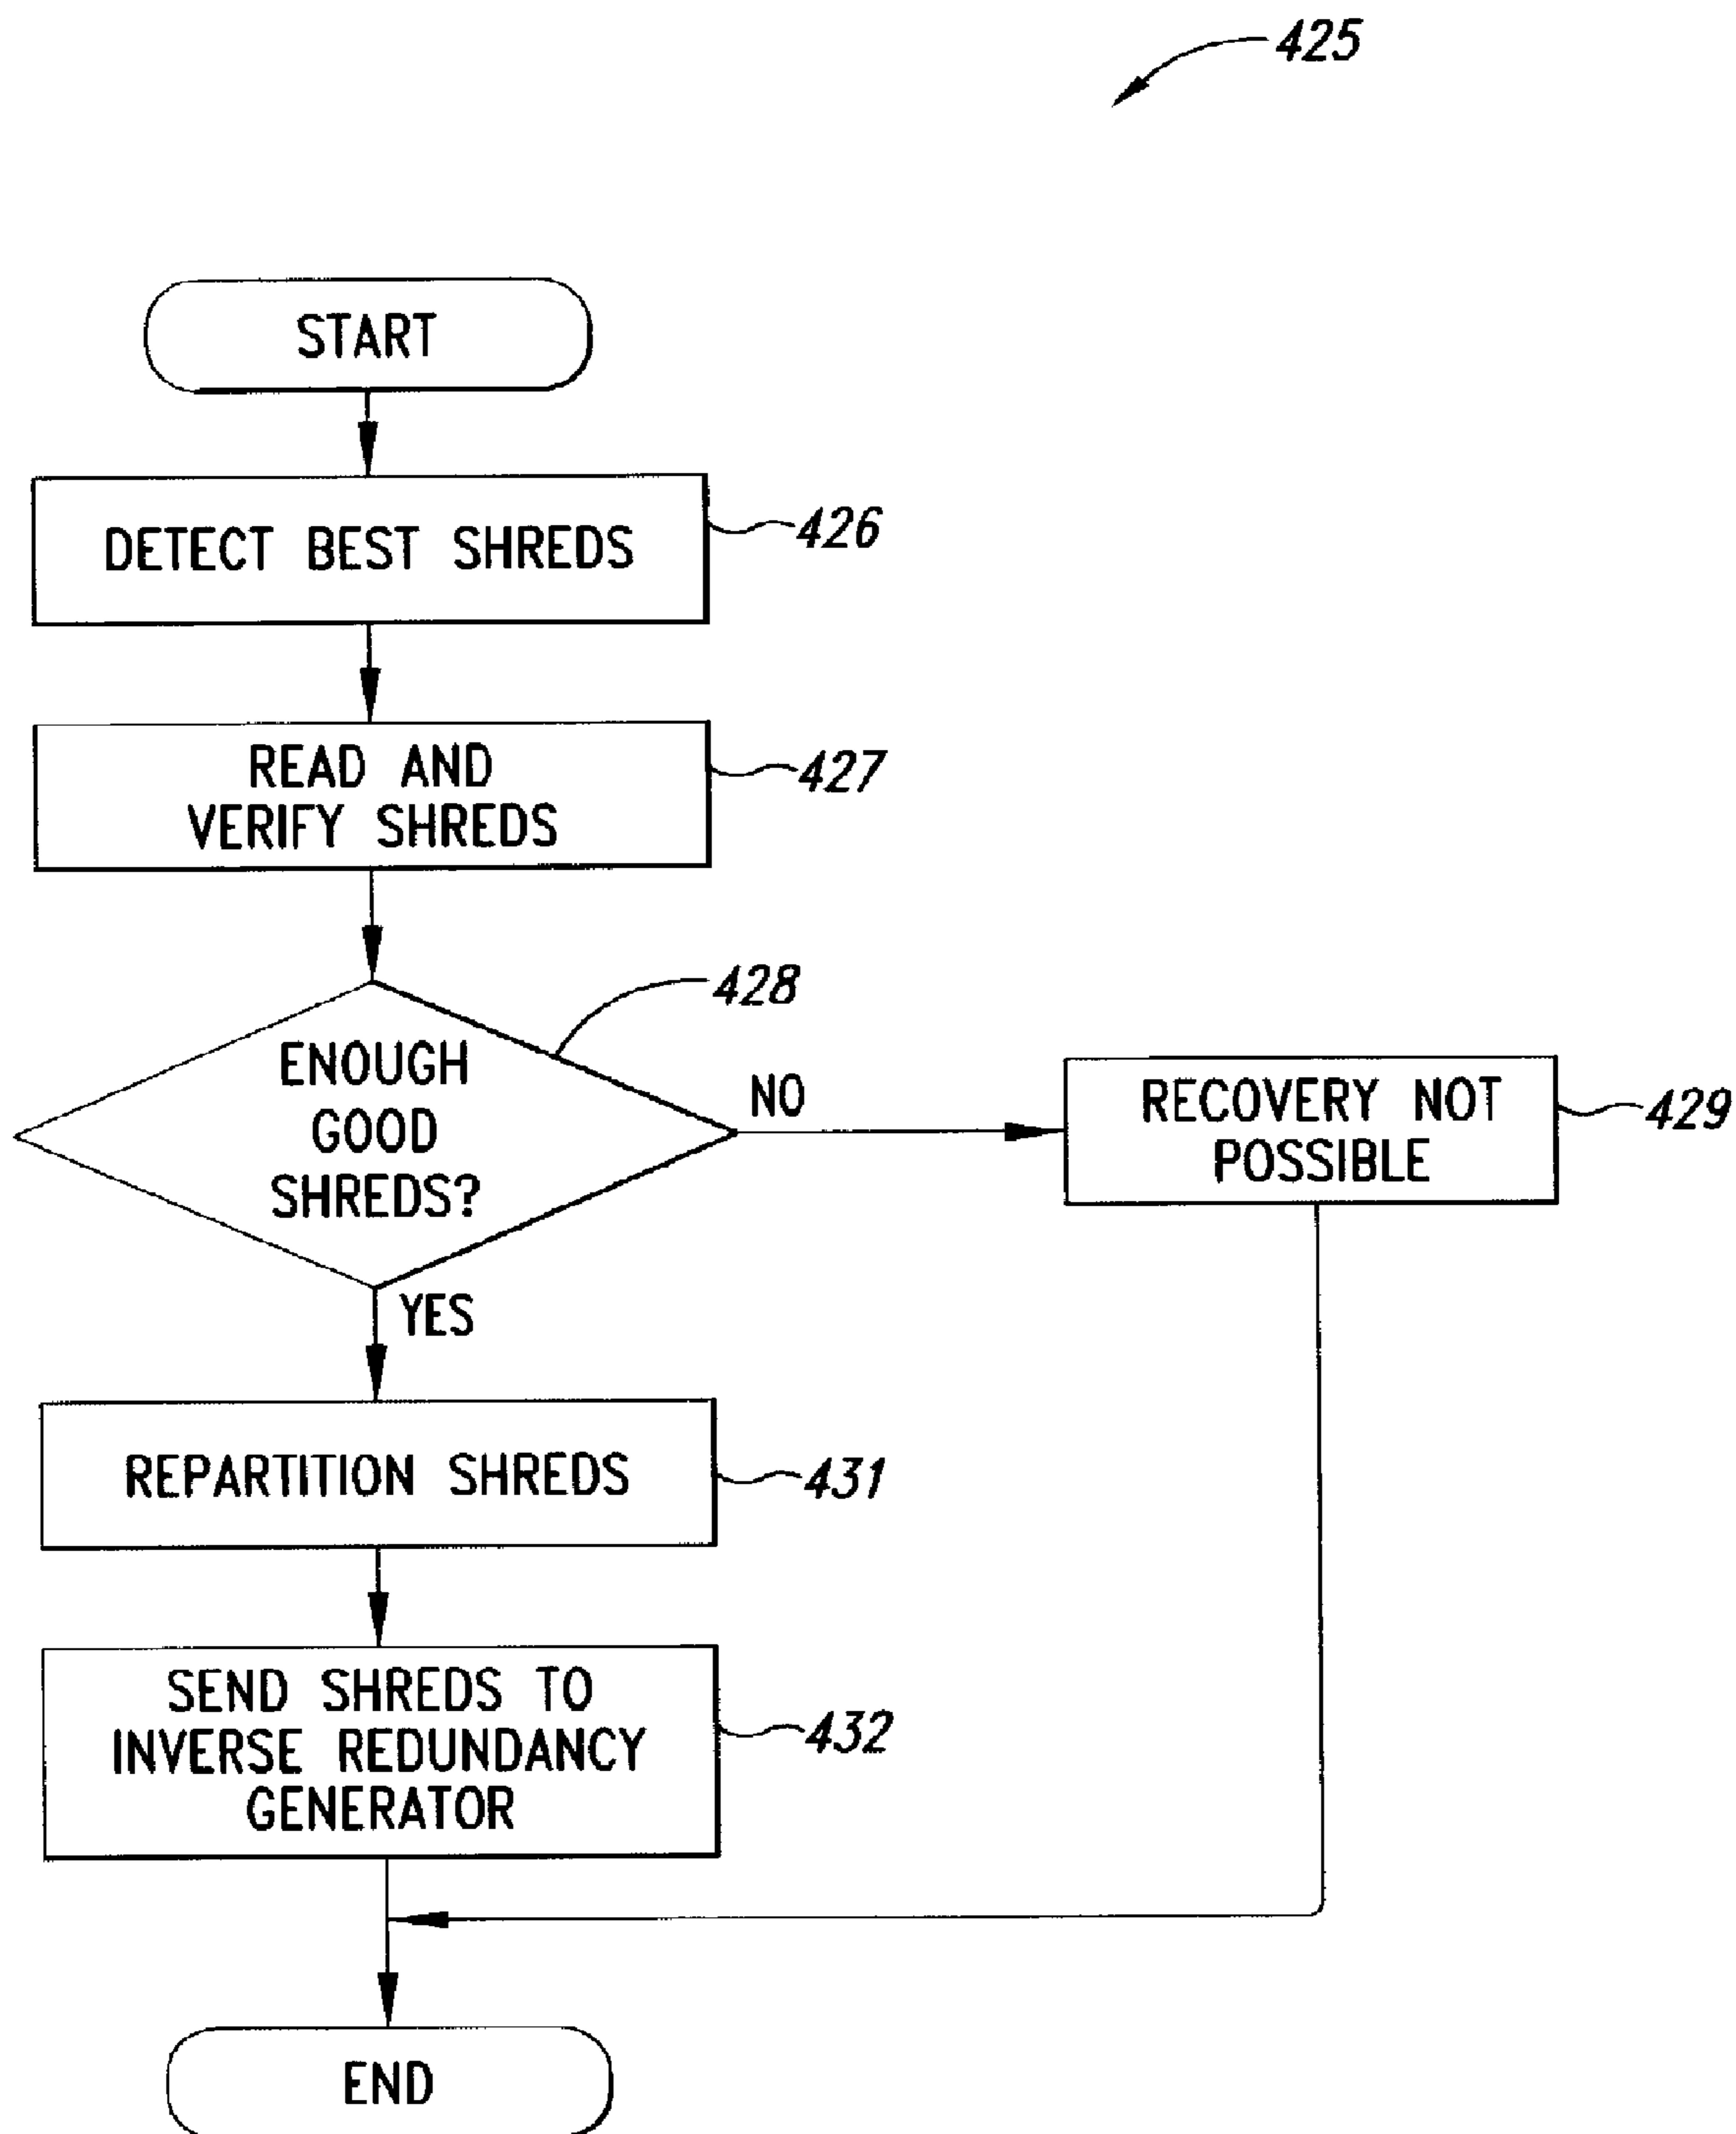 425
START
DETECT BEST SHREDS
426
READ AND
VERIFY SHREDS
427
428
ENOUGH
GOOD
SHREDS?
NO
RECOVERY NOT
POSSIBLE
429
YES
REPARTITION SHREDS
431
SEND SHREDS TO
INVERSE REDUNDANCY
GENERATOR
432
END